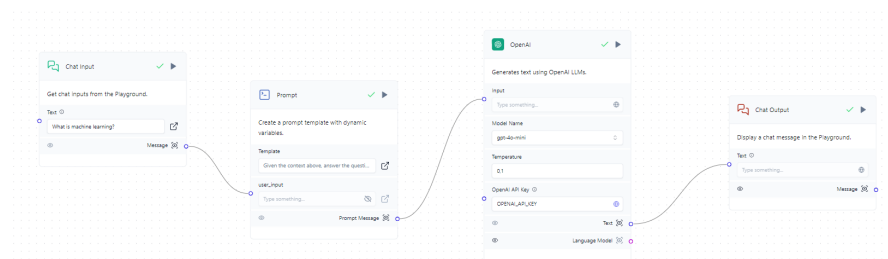 Chat Input
Get chat inputs from the Playground.
Text
What is machine learning?
Message
Prompt
Create a prompt template with dynamic
variables.
Template
Given the context above, answer the questi...
user_input
Type something...
Prompt Message
OpenAI
Generates text using OpenAI LLMs.
Input
Type something...
Model Name
gpt-4o-mini
Temperature
0,1
OpenAI API Key
OPENAI_API_KEY
Text
Language Model
Chat Output
Display a chat message in the Playground.
Text
Type something...
Message